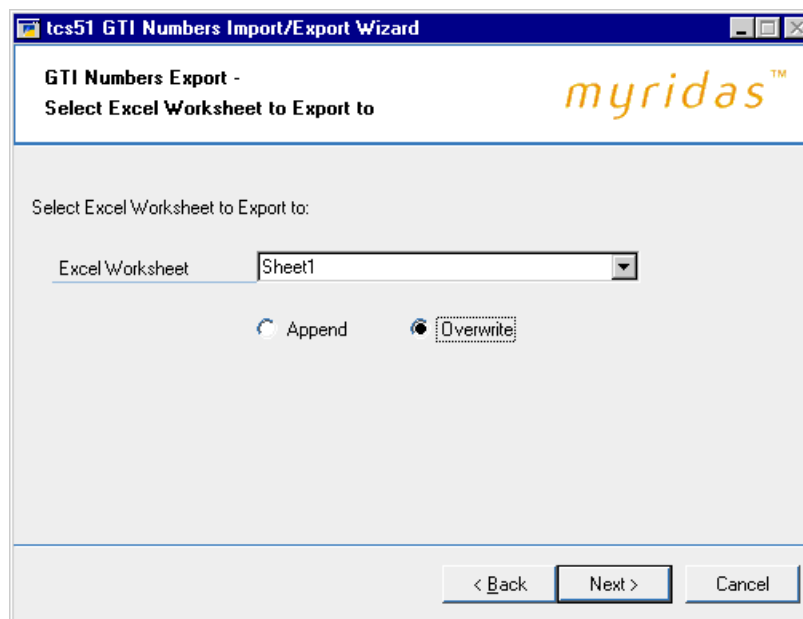 tcs51 GTI Numbers Import/Export Wizard
GTI Numbers Export -
Select Excel Worksheet to Export to
myridas™
Select Excel Worksheet to Export to:
Excel Worksheet Sheet1
Append Overwrite
< Back Next > Cancel